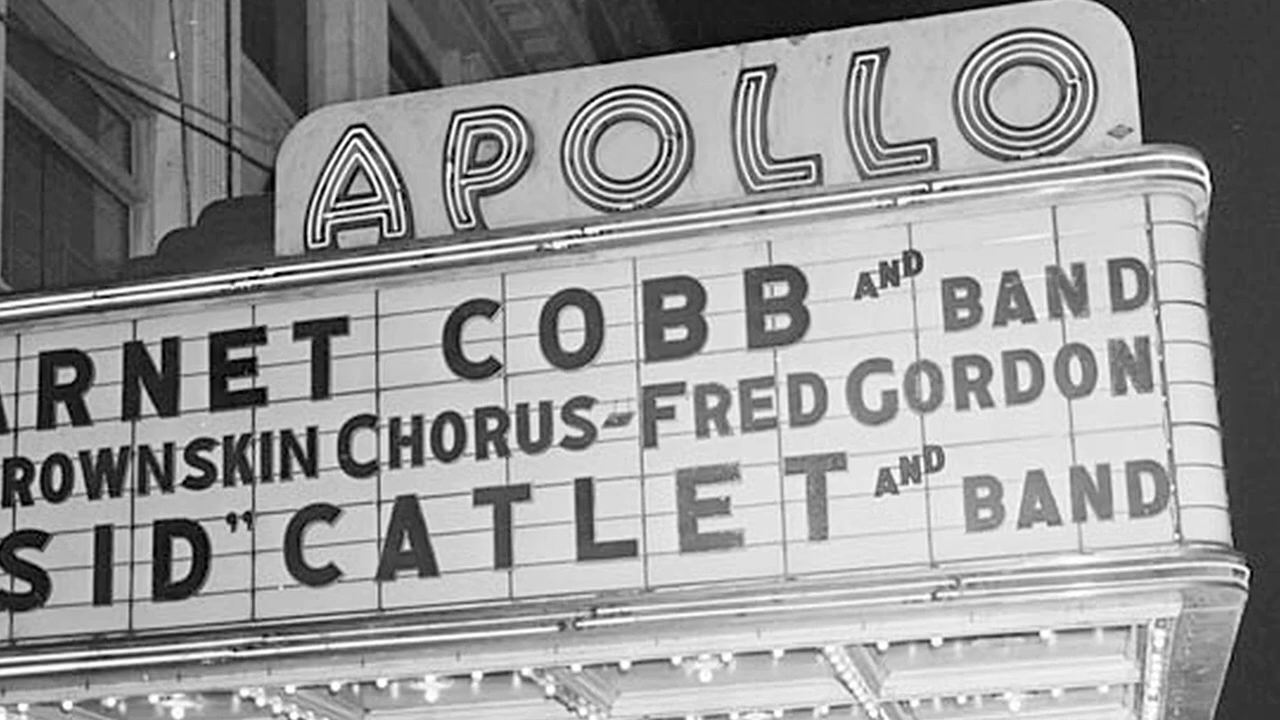 APOLLO
ARNET COBB AND BAND
ROWNSKIN CHORUS-FRED GORDON
SID" CATLET AND BAND